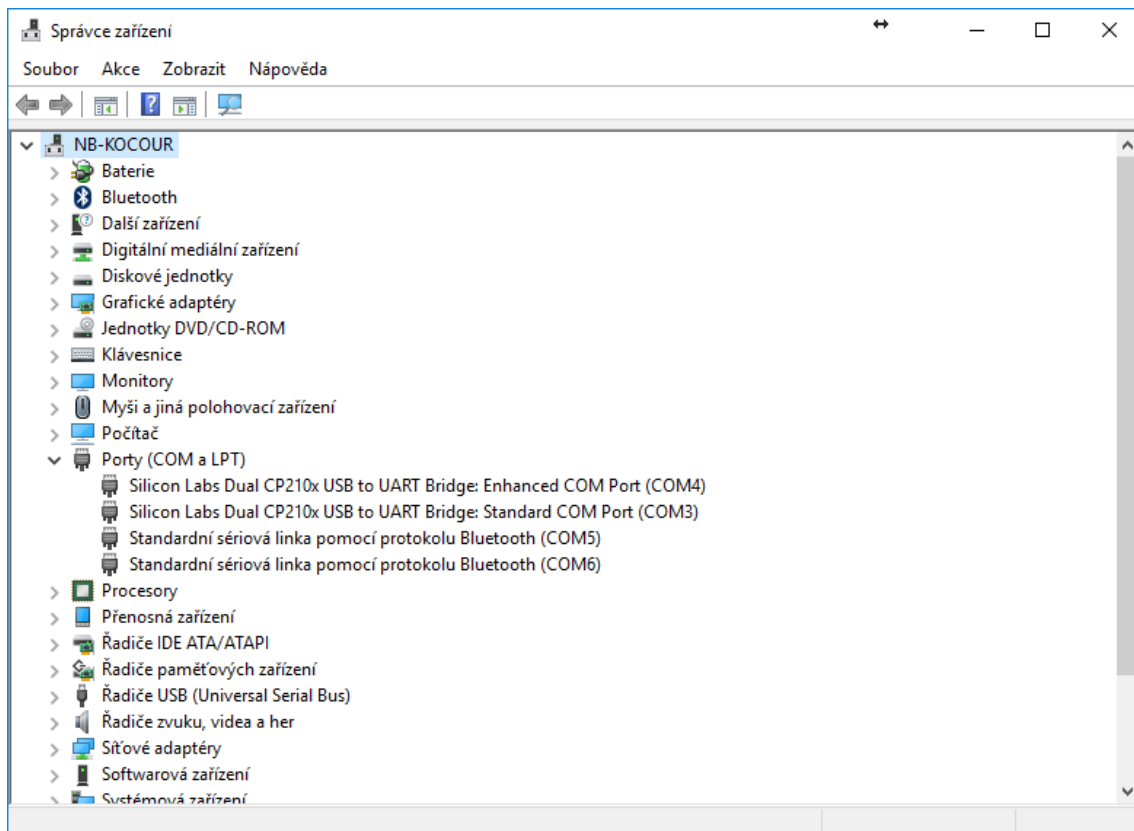 Správce zařízení
Soubor Akce Zobrazit Nápověda
NB-KOCOUR
Baterie
Bluetooth
Další zařízení
Digitální mediální zařízení
Diskové jednotky
Grafické adaptéry
Jednotky DVD/CD-ROM
Klávesnice
Monitory
Myši a jiná polohovací zařízení
Počítač
Porty (COM a LPT)
Silicon Labs Dual CP210x USB to UART Bridge: Enhanced COM Port (COM4)
Silicon Labs Dual CP210x USB to UART Bridge: Standard COM Port (COM3)
Standardní sériová linka pomocí protokolu Bluetooth (COM5)
Standardní sériová linka pomocí protokolu Bluetooth (COM6)
Procesory
Přenosná zařízení
Řadiče IDE ATA/ATAPI
Řadiče paměťových zařízení
Řadiče USB (Universal Serial Bus)
Řadiče zvuku, videa a her
Síťové adaptéry
Softwarová zařízení
Systémová zařízení